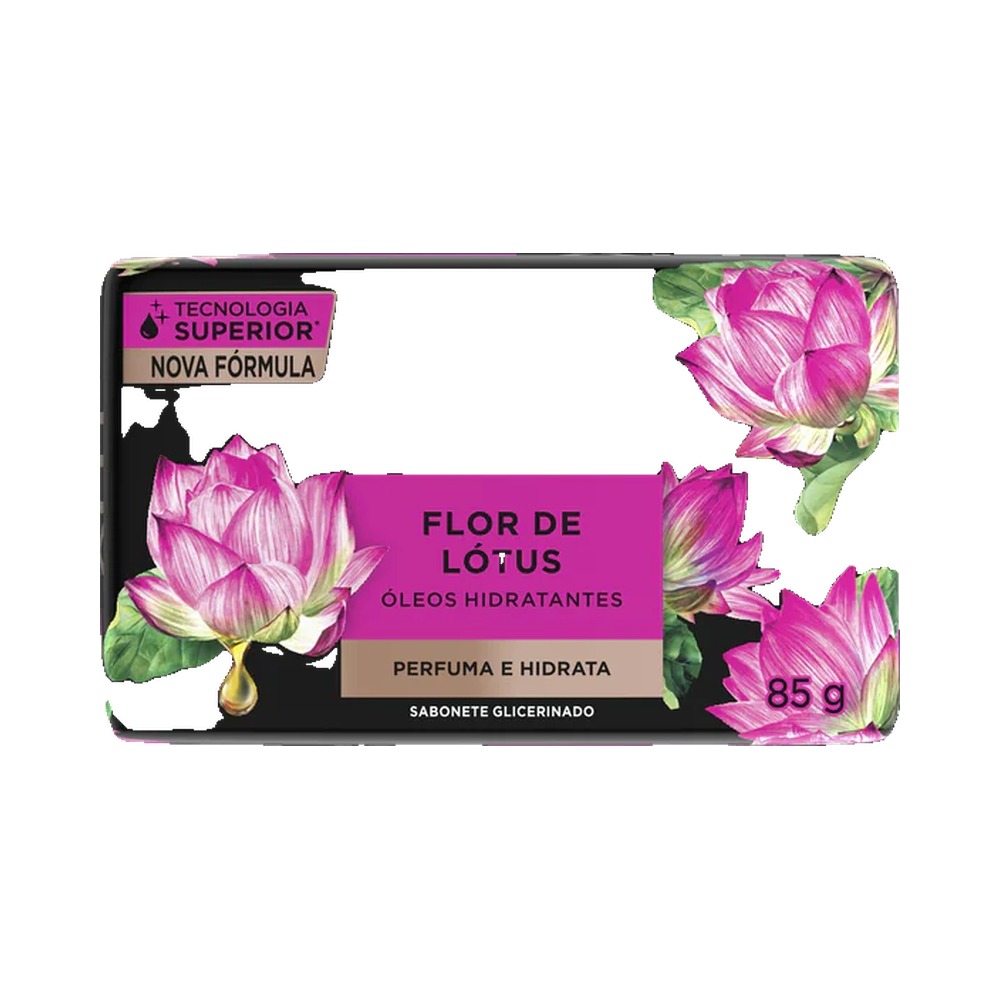 TECNOLOGIA
SUPERIOR*
NOVA FÓRMULA
FLOR DE
LÓTUS
ÓLEOS HIDRATANTES
PERFUMA E HIDRATA
SABONETE GLICERINADO
85 g